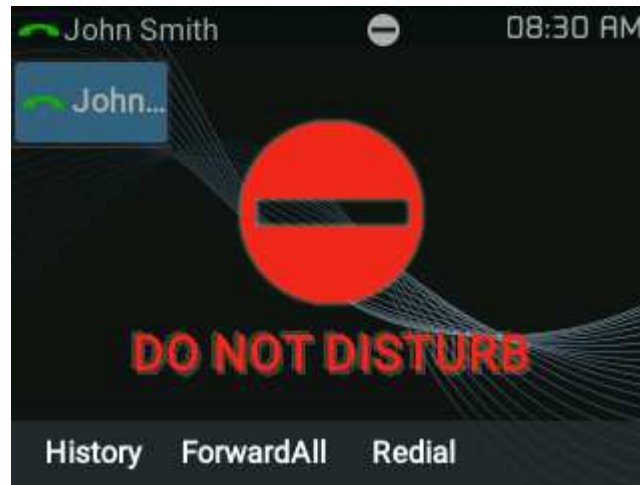 John Smith 08:30 AM
John...
DO NOT DISTURB
History ForwardAll Redial